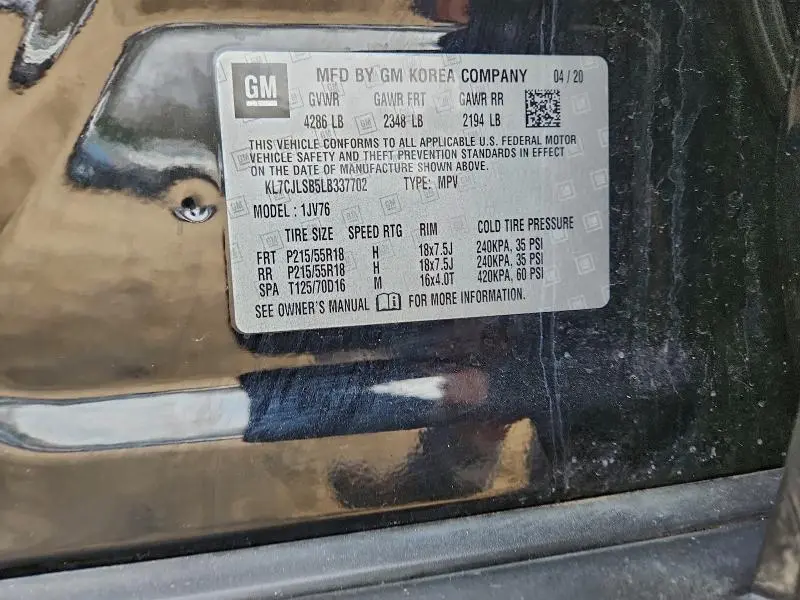 GM MFD BY GM KOREA COMPANY 04/20
GVWR GAWR FRT GAWR RR
4286 LB 2348 LB 2194 LB
THIS VEHICLE CONFORMS TO ALL APPLICABLE U.S. FEDERAL MOTOR
VEHICLE SAFETY AND THEFT PREVENTION STANDARDS IN EFFECT
ON THE DATE OF MANUFACTURE SHOWN ABOVE.
KL7CJLSB5LB337702 TYPE: MPV
MODEL : 1JV76
TIRE SIZE SPEED RTG RIM COLD TIRE PRESSURE
FRT P215/55R18 H 18x7.5J 240KPA, 35 PSI
RR P215/55R18 H 18x7.5J 240KPA, 35 PSI
SPA T125/70D16 M 16x4.0T 420KPA, 60 PSI
SEE OWNER'S MANUAL FOR MORE INFORMATION.